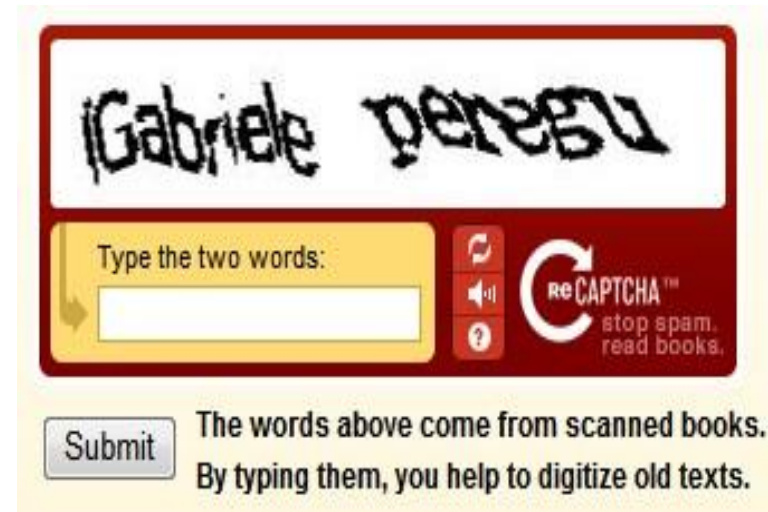 iGabriele
Type the two words:
ReCAPTCHA™
stop spam.
read books.
Submit
The words above come from scanned books.
By typing them, you help to digitize old texts.